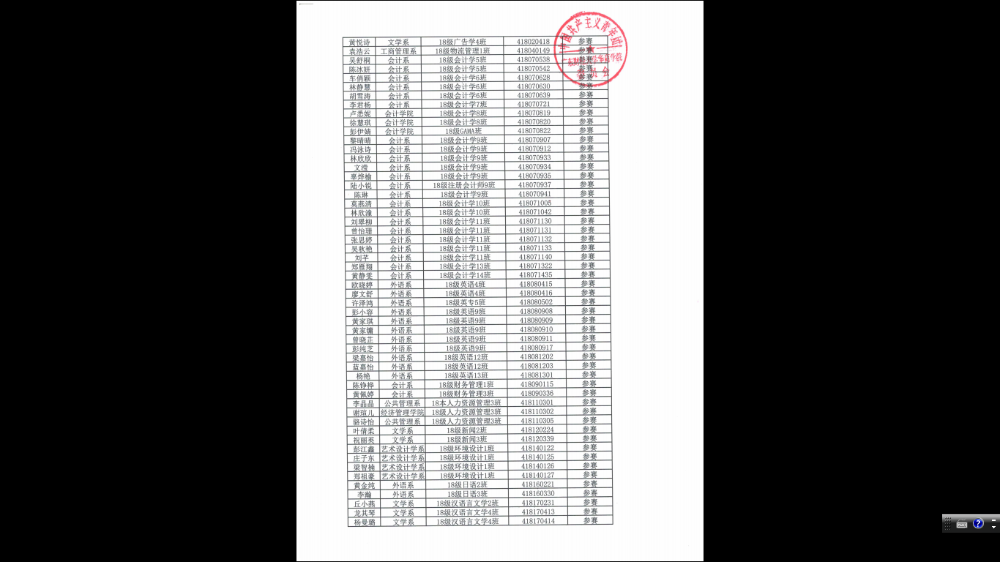 中国共产主义青年团
广东财经大学华商学院
委员会
黄悦诗 文学系 18级广告学4班 418020418 参赛
袁浩云 工商管理系 18级物流管理1班 418040149 参赛
吴舒桐 会计系 18级会计学5班 418070538 参赛
陈冰妍 会计系 18级会计学5班 418070542 参赛
车俏颖 会计系 18级会计学6班 418070628 参赛
林静慧 会计系 18级会计学6班 418070630 参赛
胡雪涛 会计系 18级会计学6班 418070639 参赛
李君杨 会计系 18级会计学7班 418070721 参赛
卢悉妮 会计学院 18级会计学8班 418070819 参赛
徐慧琪 会计学院 18级会计学8班 418070820 参赛
彭伊婧 会计学院 18级GAMA班 418070822 参赛
黎晴晴 会计系 18级会计学9班 418070907 参赛
冯泳诗 会计系 18级会计学9班 418070912 参赛
林欣欣 会计系 18级会计学9班 418070933 参赛
文滢 会计系 18级会计学9班 418070934 参赛
辜烨榆 会计系 18级会计学9班 418070935 参赛
陆小锐 会计系 18级注册会计师9班 418070937 参赛
陈琳 会计系 18级会计学9班 418070941 参赛
莫燕清 会计系 18级会计学10班 418071005 参赛
林欣潼 会计系 18级会计学10班 418071042 参赛
刘翠柳 会计系 18级会计学11班 418071130 参赛
曾怡珊 会计系 18级会计学11班 418071131 参赛
张思婷 会计系 18级会计学11班 418071132 参赛
吴秋艳 会计系 18级会计学11班 418071133 参赛
刘芊 会计系 18级会计学11班 418071140 参赛
郑雁翔 会计系 18级会计学13班 418071322 参赛
黄静雯 会计系 18级会计学14班 418071435 参赛
欧晓婷 外语系 18级英语4班 418080415 参赛
廖文舒 外语系 18级英语4班 418080416 参赛
许泽鸿 外语系 18级英专5班 418080502 参赛
彭小容 外语系 18级英语9班 418080908 参赛
黄家琪 外语系 18级英语9班 418080909 参赛
黄家镛 外语系 18级英语9班 418080910 参赛
曾晓芷 外语系 18级英语9班 418080911 参赛
彭纯芝 外语系 18级英语9班 418080917 参赛
梁嘉怡 外语系 18级英语12班 418081202 参赛
蓝嘉怡 外语系 18级英语12班 418081203 参赛
杨艳 外语系 18级英语13班 418081301 参赛
陈铮桦 会计系 18级财务管理1班 418090115 参赛
黄佩婷 会计系 18级财务管理3班 418090336 参赛
李晶晶 公共管理系 18本人力资源管理3班 418110301 参赛
谢瑄儿 经济管理学院 18级人力资源管理3班 418110302 参赛
骆诗怡 公共管理系 18级人力资源管理3班 418110305 参赛
叶倩柔 文学系 18级新闻2班 418120224 参赛
祝丽英 文学系 18级新闻3班 418120339 参赛
彭江鑫 艺术设计学系 18级环境设计1班 418140122 参赛
庄子东 艺术设计学系 18级环境设计1班 418140125 参赛
梁智楠 艺术设计学系 18级环境设计1班 418140126 参赛
郑祖豪 艺术设计学系 18级环境设计1班 418140127 参赛
黄金纯 外语系 18级日语2班 418160221 参赛
李瀚 外语系 18级日语3班 418160330 参赛
丘小燕 文学系 18级汉语言文学2班 418170231 参赛
龙其琴 文学系 18级汉语言文学4班 418170413 参赛
杨曼璐 文学系 18级汉语言文学4班 418170414 参赛